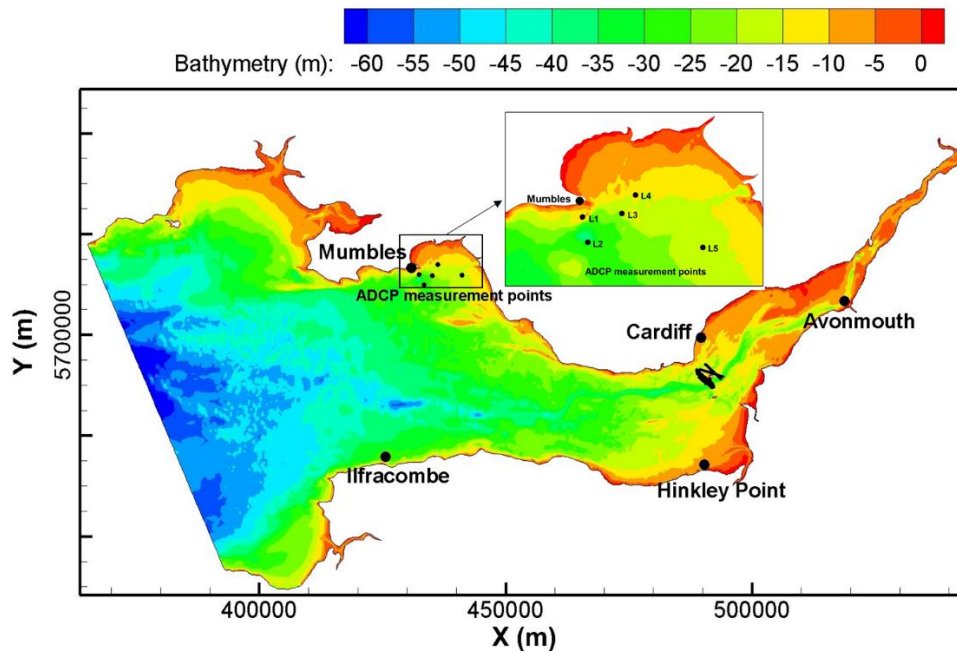 Bathymetry (m): -60 -55 -50 -45 -40 -35 -30 -25 -20 -15 -10 -5 0
Mumbles
L4
L1
L3
L2
L5
ADCP measurement points
Mumbles
ADCP measurement points
Cardiff
Avonmouth
Ilfracombe
Hinkley Point
Y (m)
5700000
400000 450000 500000
X (m)